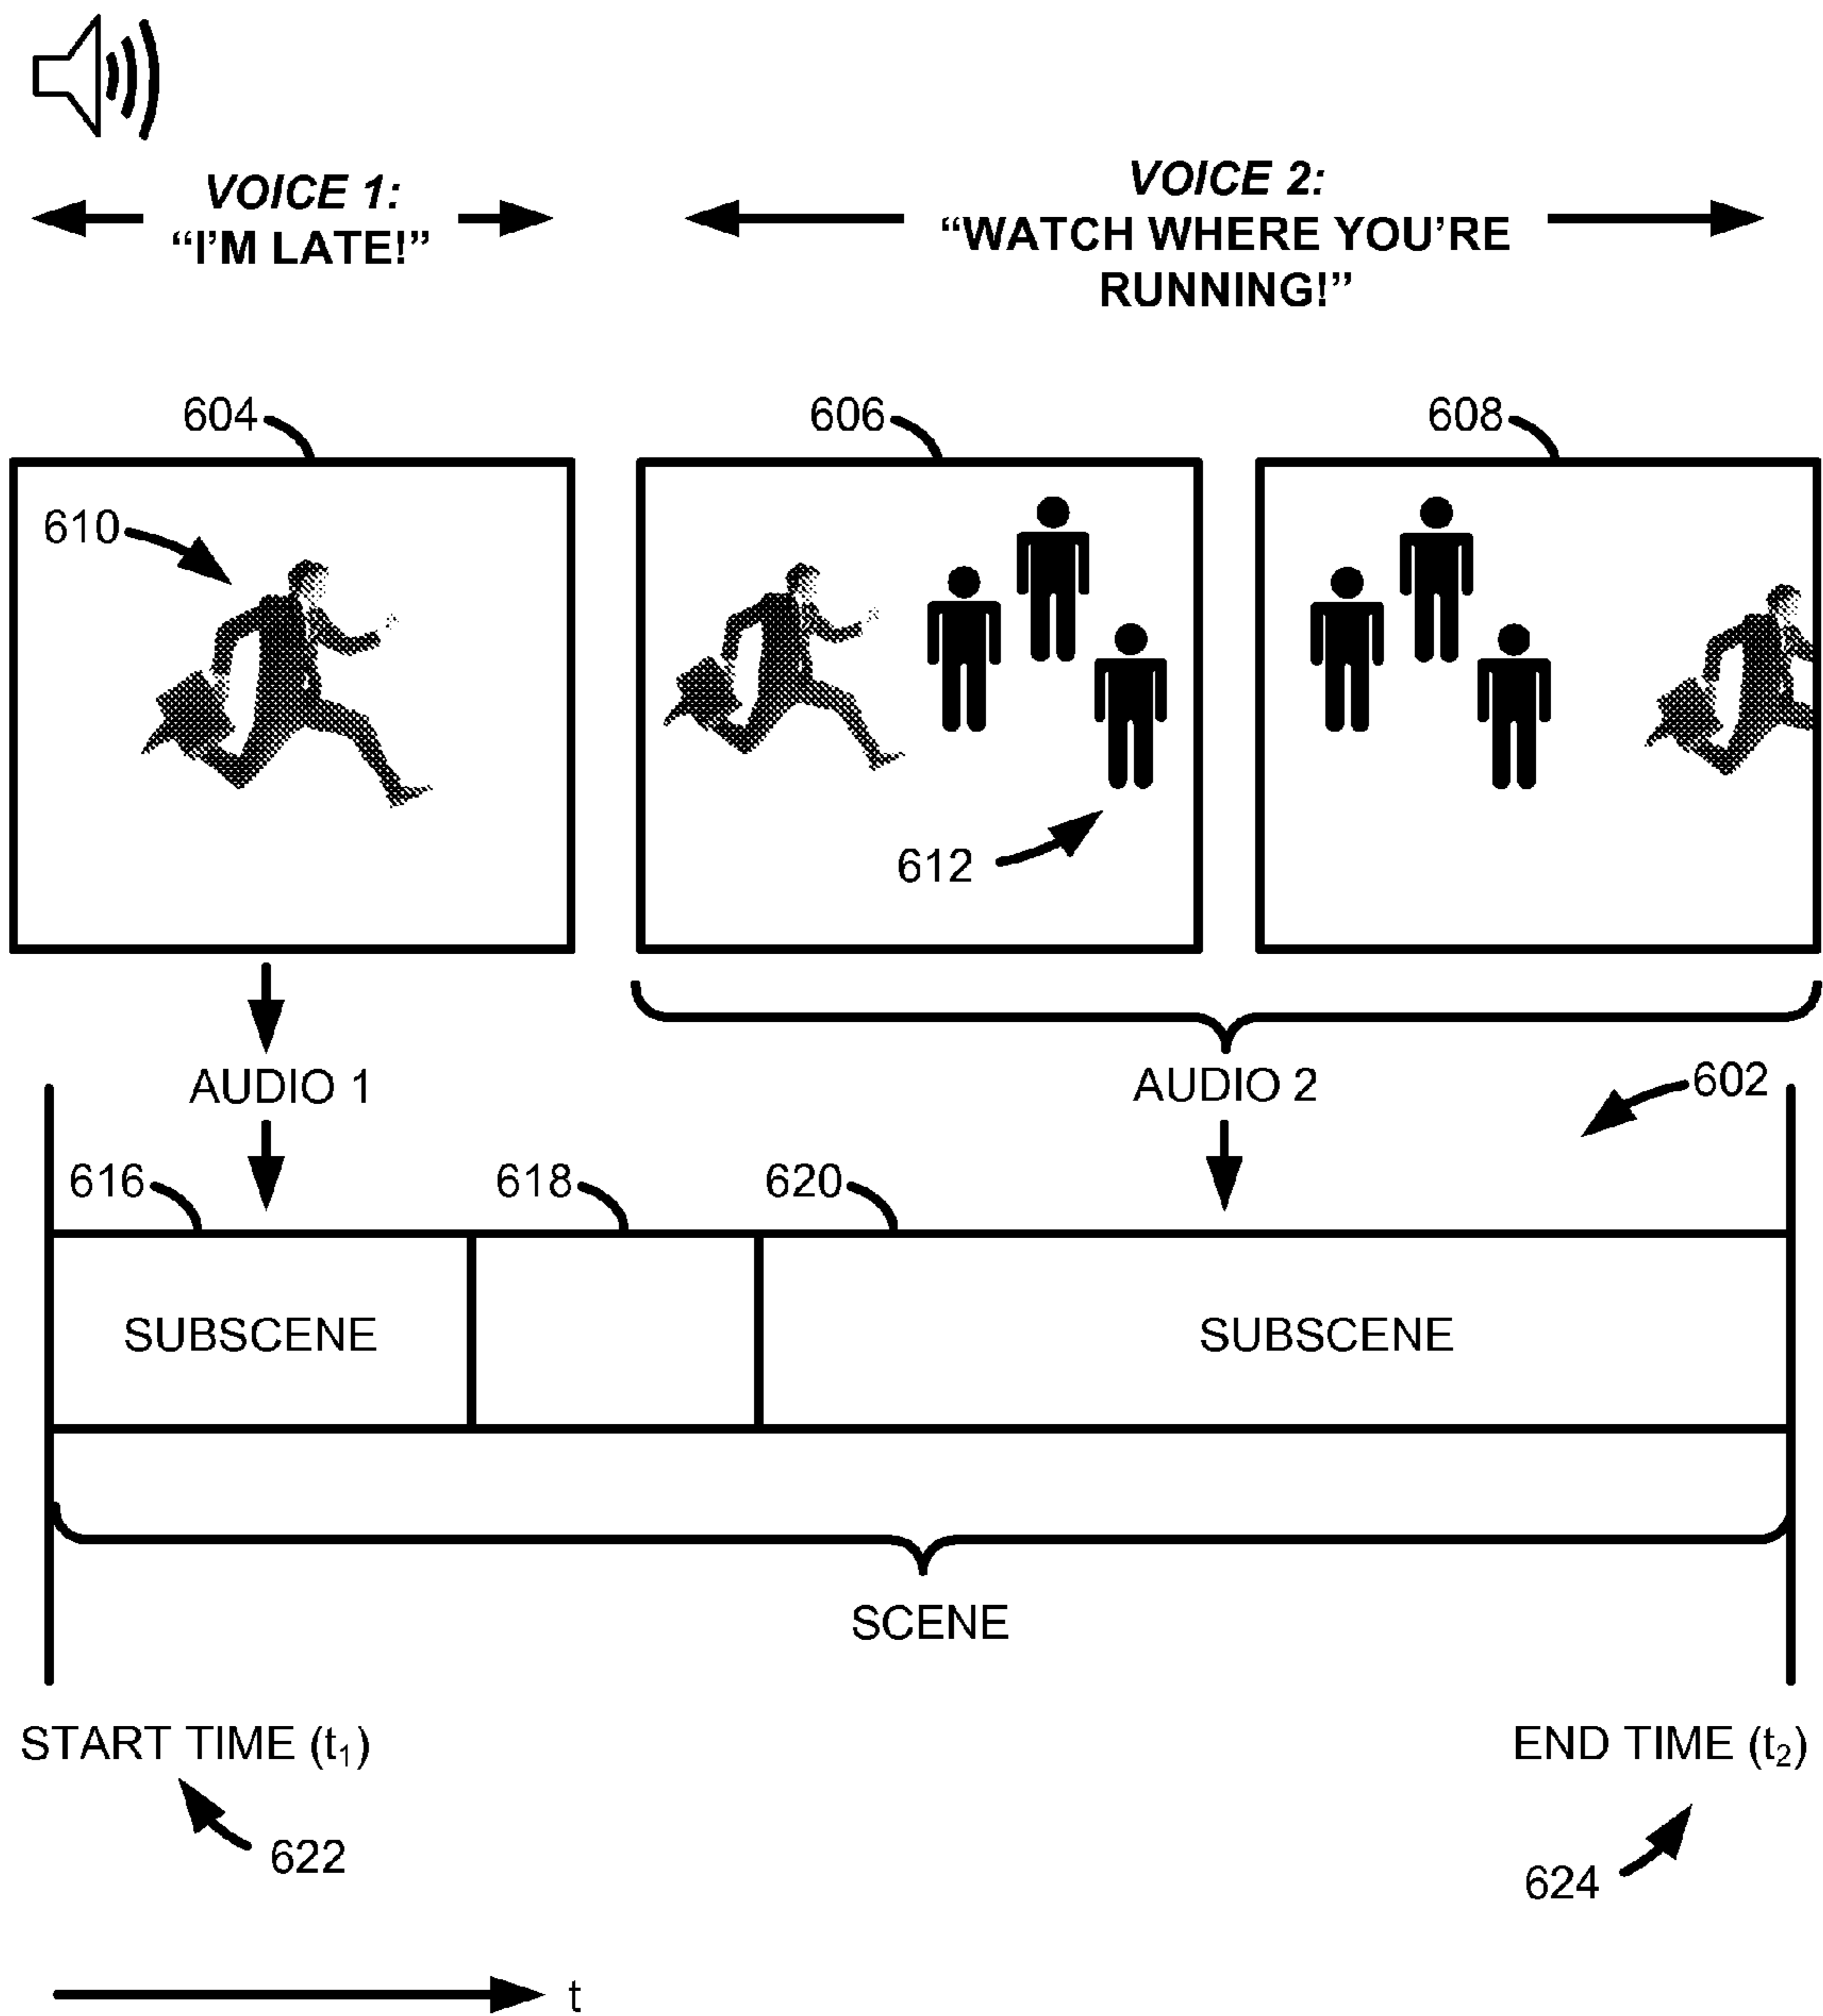 VOICE 1:
“I’M LATE!”
VOICE 2:
“WATCH WHERE YOU’RE
RUNNING!”
604
606
608
610
612
AUDIO 1
AUDIO 2
602
616
618
620
SUBSCENE
SUBSCENE
SCENE
START TIME (t₁)
END TIME (t₂)
622
624
t